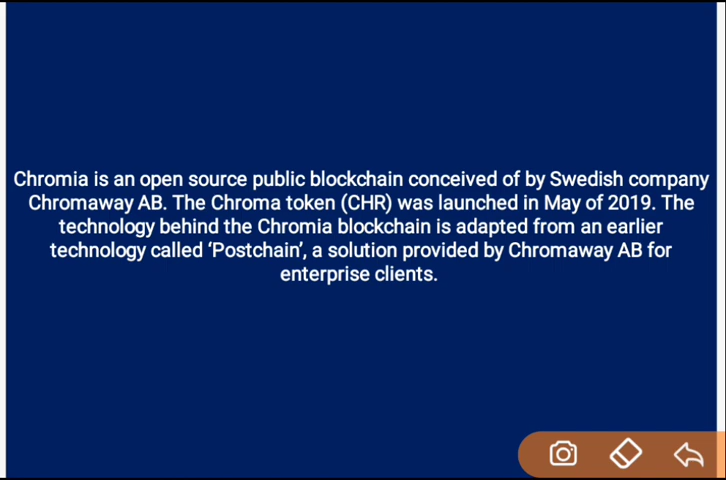 Chromia is an open source public blockchain conceived of by Swedish company
Chromaway AB. The Chroma token (CHR) was launched in May of 2019. The
technology behind the Chromia blockchain is adapted from an earlier
technology called ‘Postchain’, a solution provided by Chromaway AB for
enterprise clients.